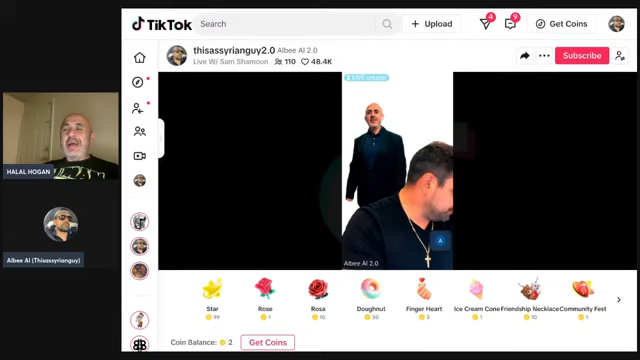 TikTok
Search
+ Upload
4
9
Get Coins
thisassyrianguy2.0 Albee AI 2.0
Live W/ Sam Shamoun 110 48.4K
Subscribe
LIVE creator
HALAL HOGAN
Albee AI (Thisassyrianguy)
A
Albee AI 2.0
Star
Rose
Rosa
Doughnut
Finger Heart
Ice Cream Cone
Friendship Necklace
Community Fest
99
1
10
30
1
10
1
Coin Balance: 2 Get Coins